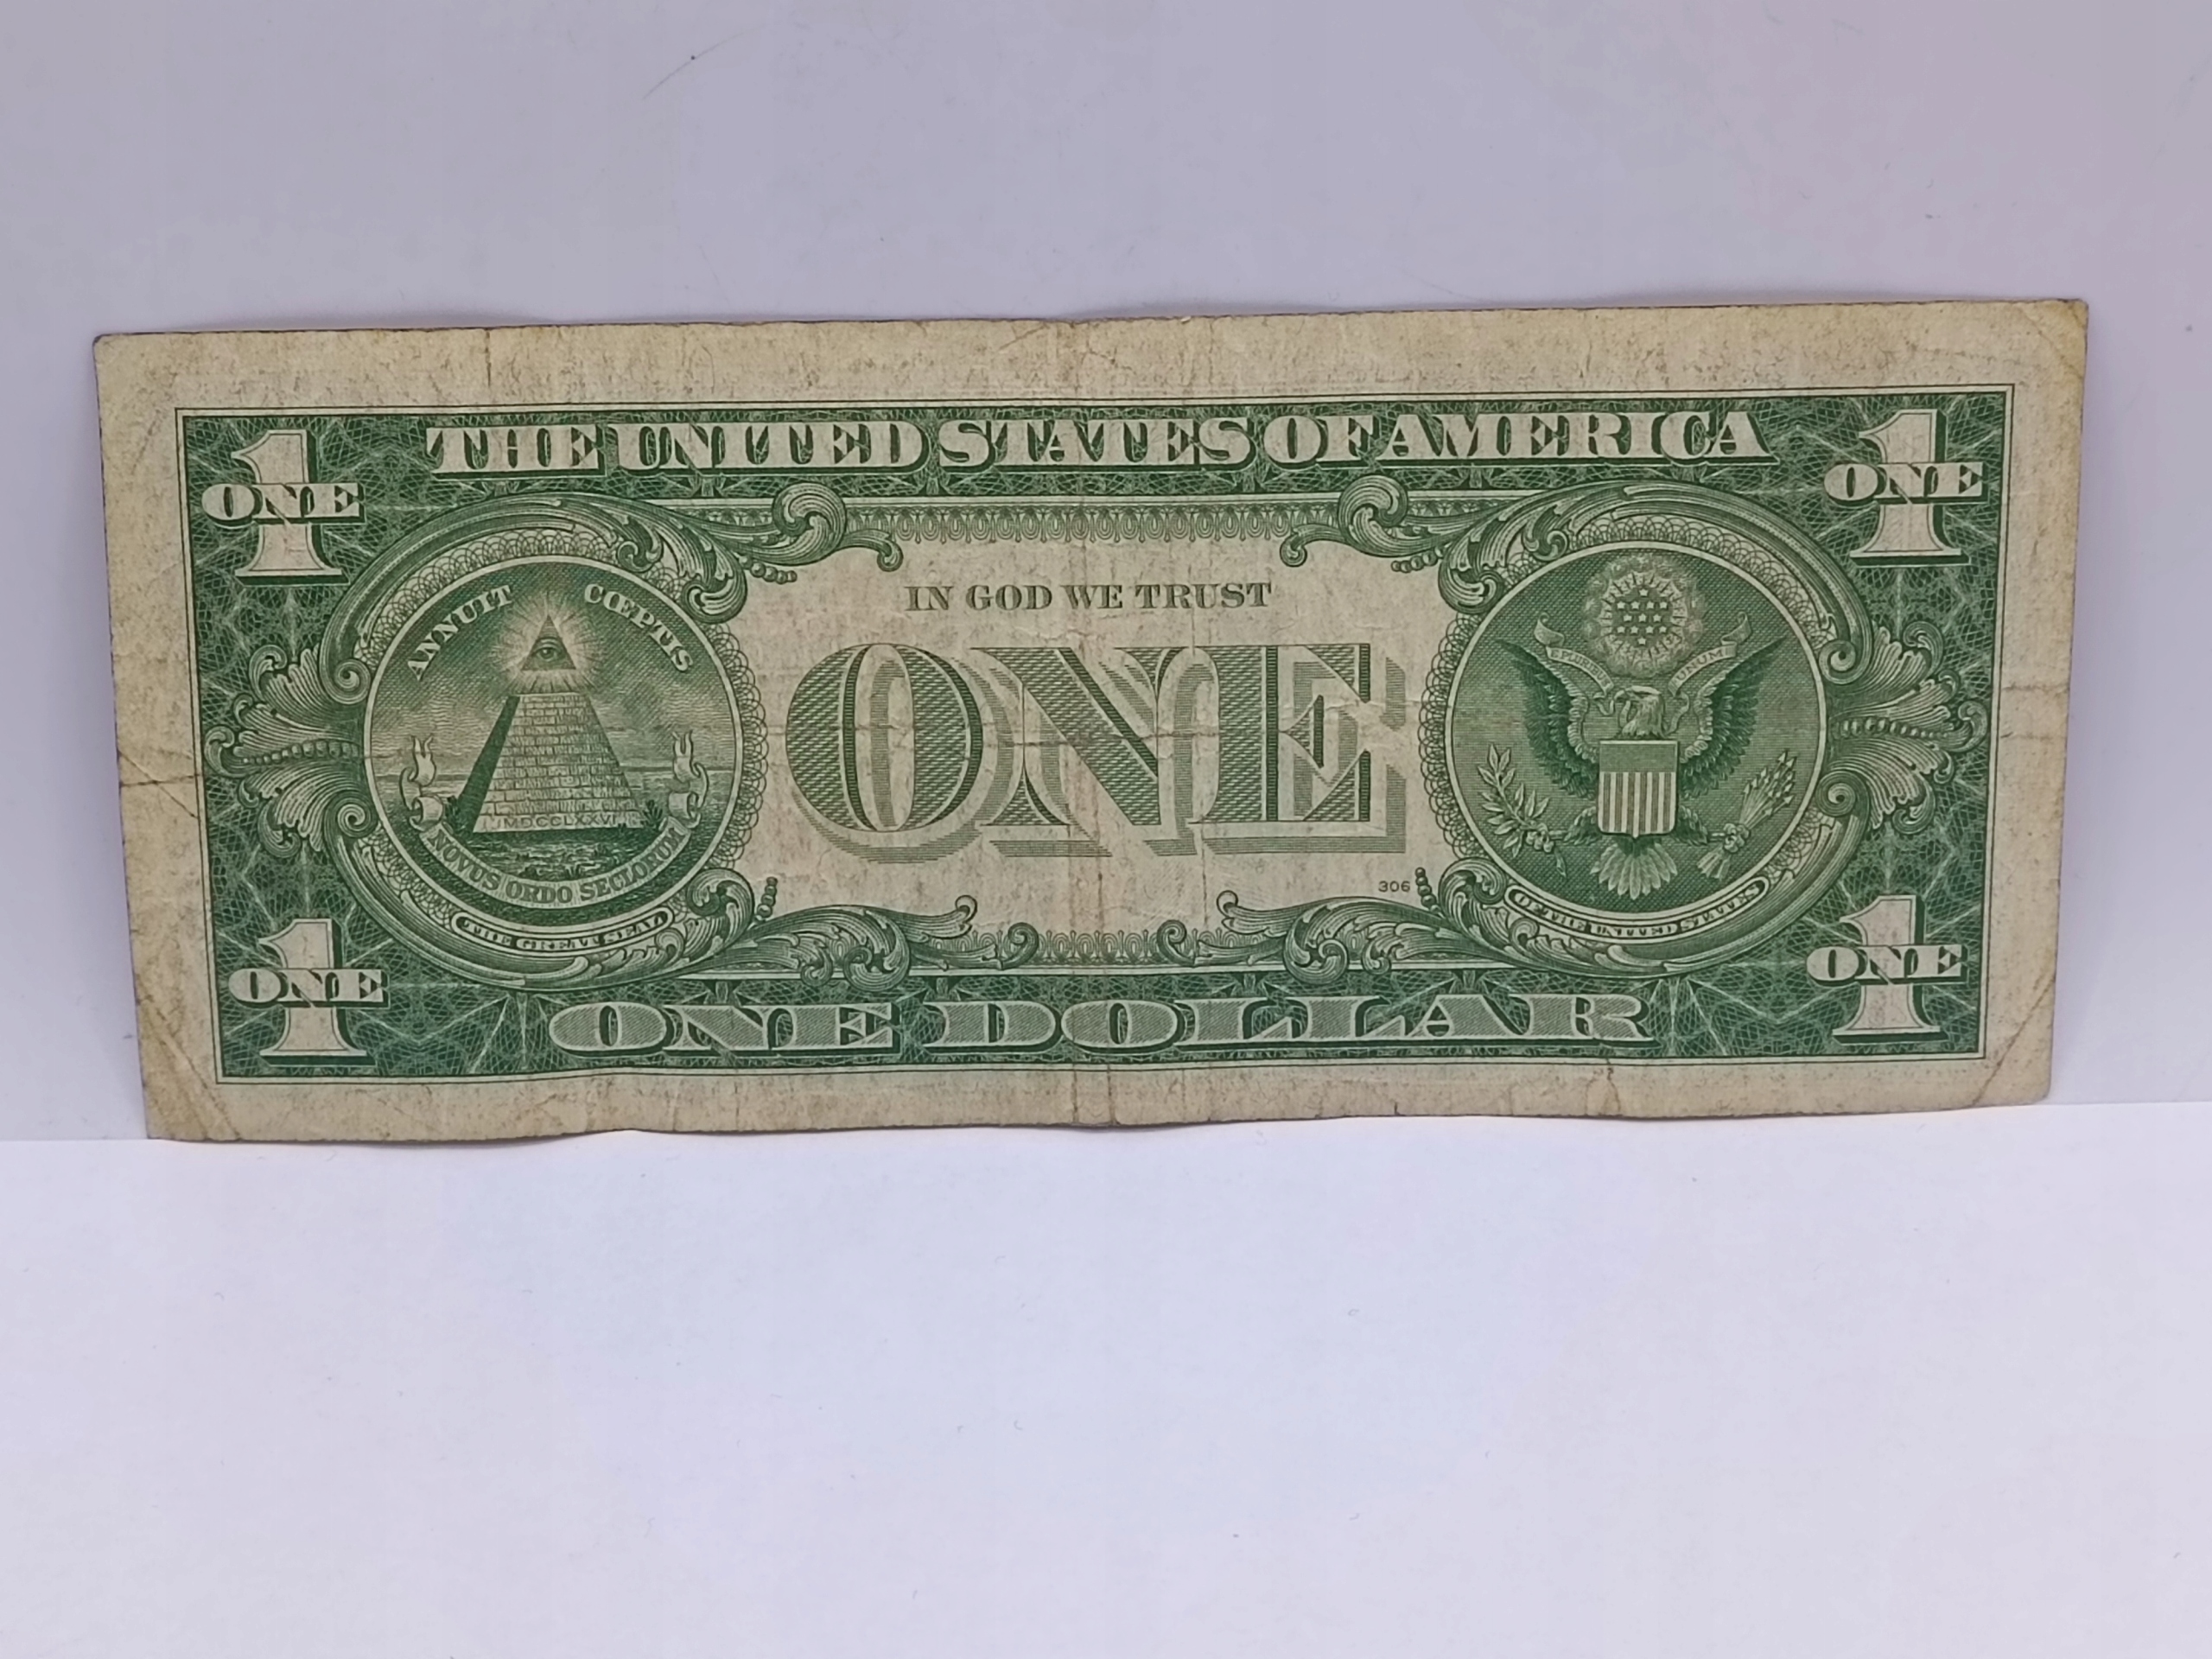 THE UNITED STATES OF AMERICA
1
ONE
1
ONE
ANNUIT CŒPTIS
MDCCLXXVI
NOVUS ORDO SECLORUM
THE GREAT SEAL
IN GOD WE TRUST
ONE
306
E PLURIBUS UNUM
OF THE UNITED STATES
1
ONE
1
ONE
ONE DOLLAR